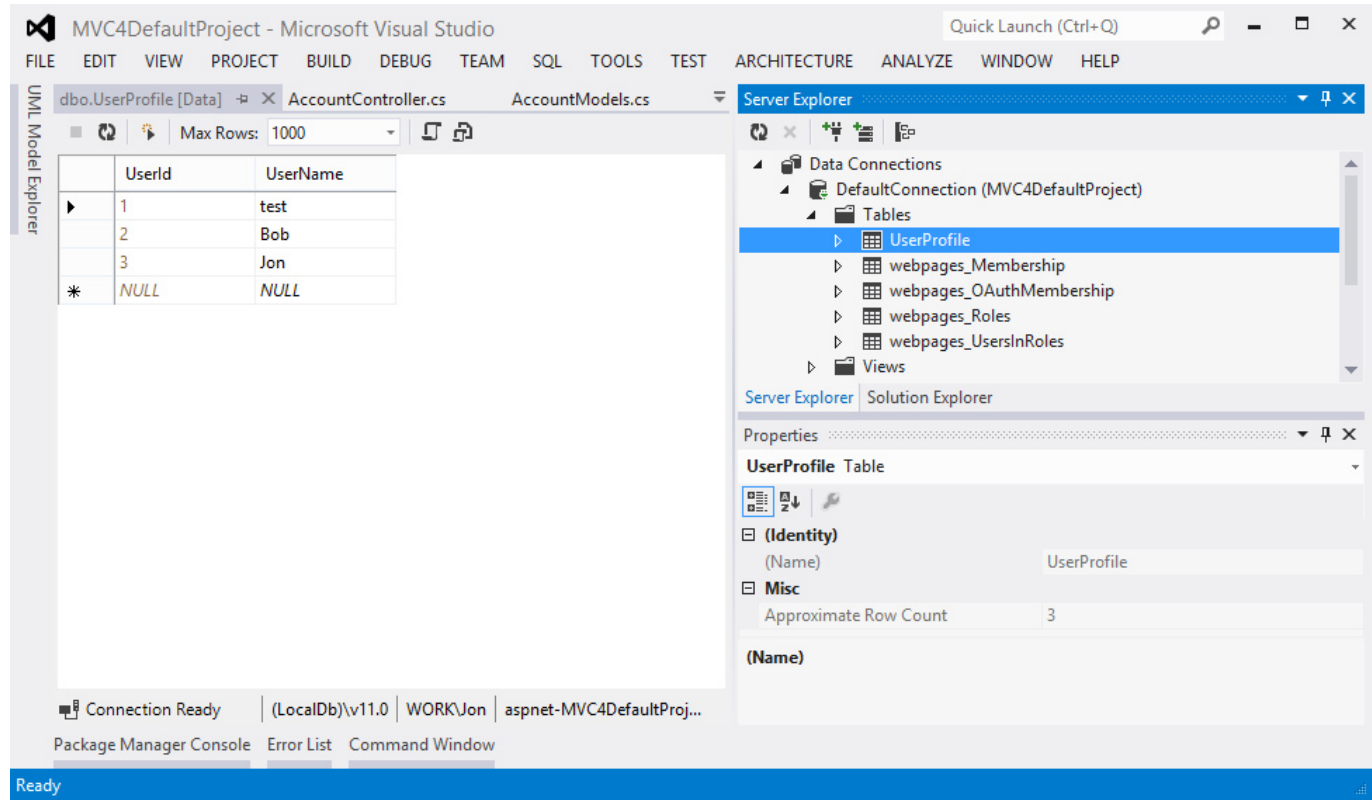 MVC4DefaultProject - Microsoft Visual Studio
Quick Launch (Ctrl+Q)
FILE EDIT VIEW PROJECT BUILD DEBUG TEAM SQL TOOLS TEST ARCHITECTURE ANALYZE WINDOW HELP
UML Model Explorer
dbo.UserProfile [Data] AccountController.cs AccountModels.cs
Max Rows: 1000
UserId UserName
1 test
2 Bob
3 Jon
NULL NULL
Connection Ready (LocalDb)\v11.0 WORK\Jon aspnet-MVC4DefaultProj...
Server Explorer
Data Connections
DefaultConnection (MVC4DefaultProject)
Tables
UserProfile
webpages_Membership
webpages_OAuthMembership
webpages_Roles
webpages_UsersInRoles
Views
Server Explorer Solution Explorer
Properties
UserProfile Table
(Identity)
(Name) UserProfile
Misc
Approximate Row Count 3
(Name)
Package Manager Console Error List Command Window
Ready